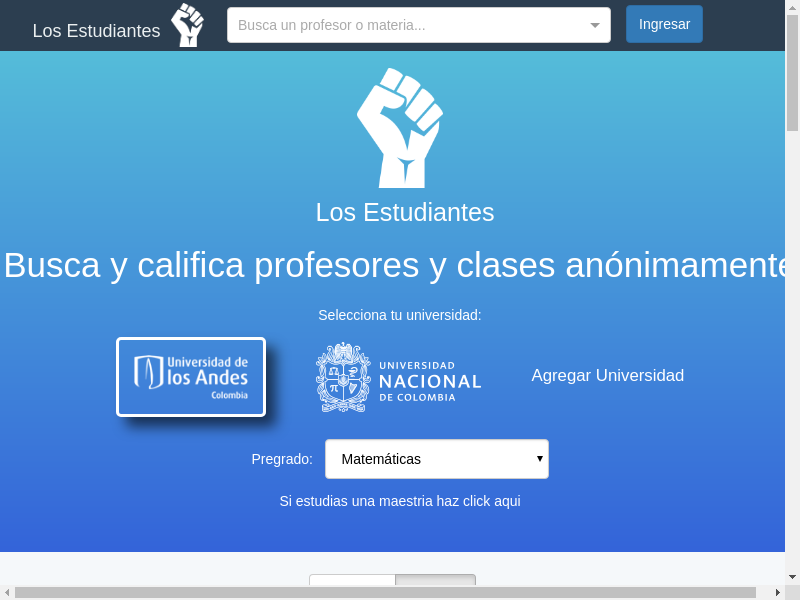 Los Estudiantes
Busca un profesor o materia...
Ingresar
Los Estudiantes
Busca y califica profesores y clases anónimamente
Selecciona tu universidad:
Universidad de
los Andes
Colombia
UNIVERSIDAD
NACIONAL
DE COLOMBIA
Agregar Universidad
Pregrado:
Matemáticas
Si estudias una maestria haz click aqui